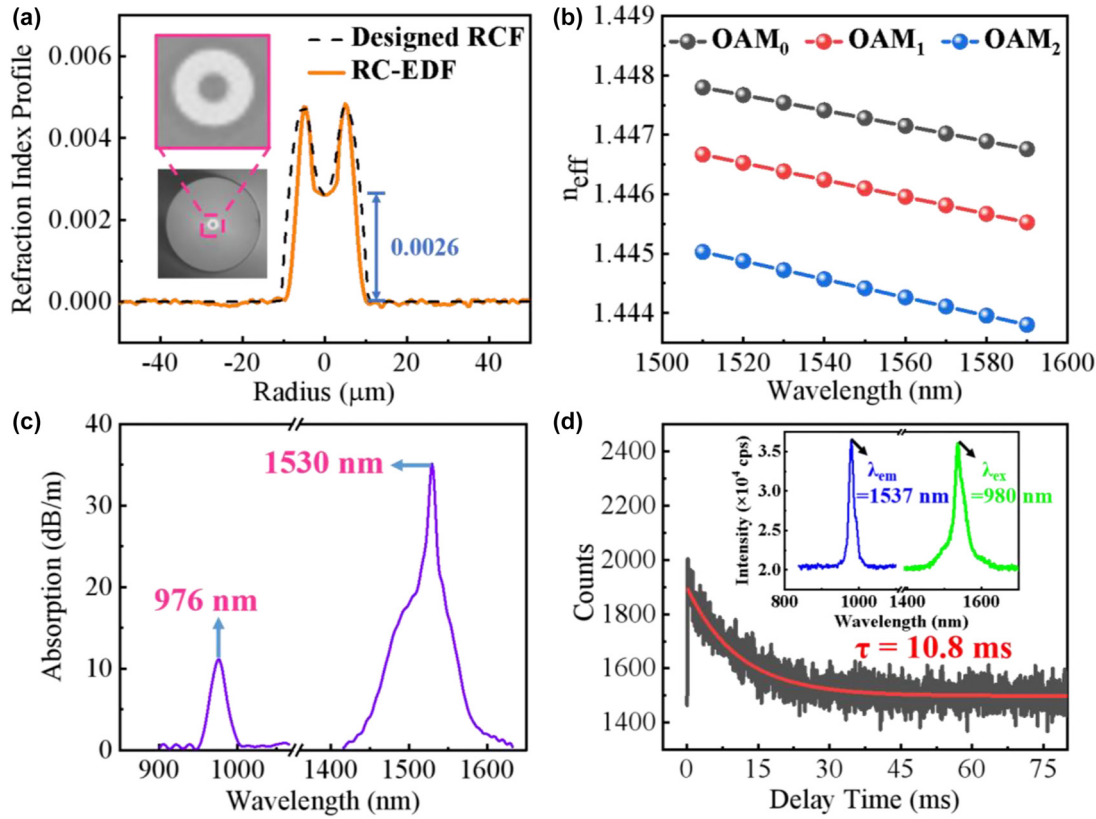 (a)
Refraction Index Profile
0.006
0.004
0.002
0.000
Designed RCF
RC-EDF
0.0026
-40
-20
0
20
40
Radius (μm)
(b)
n_eff
1.448
1.447
1.446
1.445
1.444
OAM₀
OAM₁
OAM₂
1500
1520
1540
1560
1580
1600
Wavelength (nm)
(c)
Absorption (dB/m)
40
30
20
10
0
1530 nm
976 nm
900
1000
1400
1500
1600
Wavelength (nm)
(d)
Counts
2400
2200
2000
1800
1600
1400
Intensity (×10⁴ cps)
3.5
3.0
2.5
2.0
λem
=1537 nm
λex
=980 nm
800
1000
1400
1600
Wavelength (nm)
τ = 10.8 ms
0
15
30
45
60
75
Delay Time (ms)